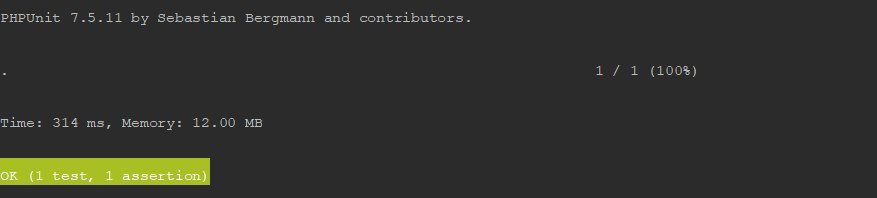 PHPUnit 7.5.11 by Sebastian Bergmann and contributors.
. 1 / 1 (100%)
Time: 314 ms, Memory: 12.00 MB
OK (1 test, 1 assertion)